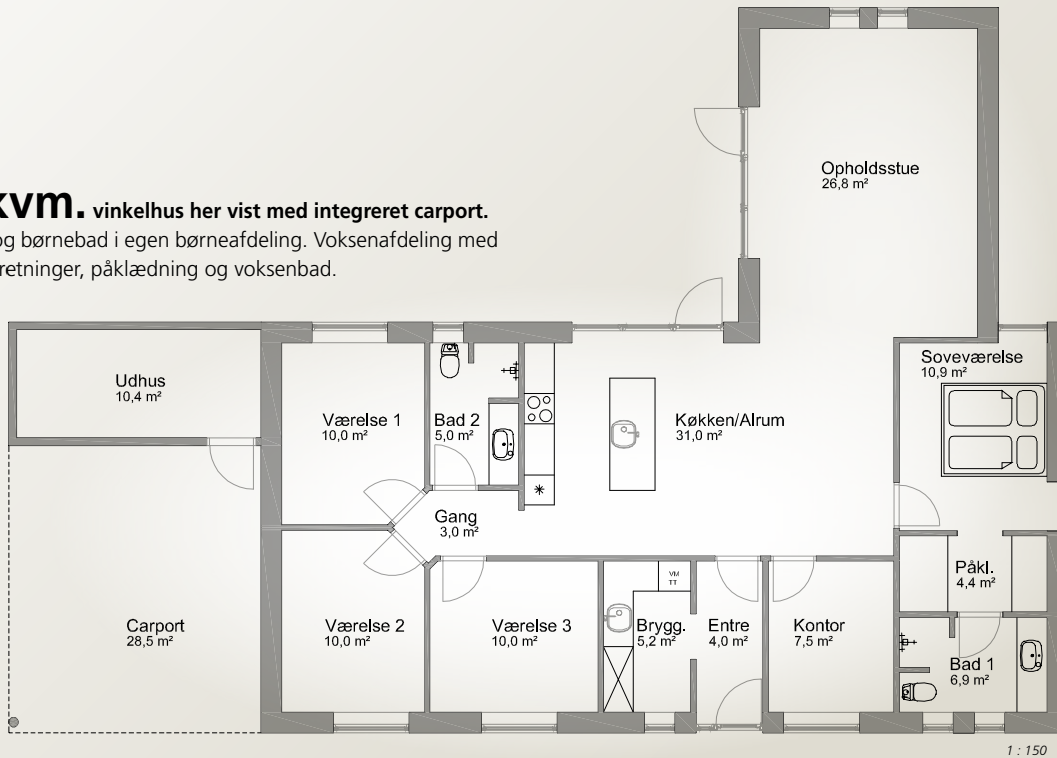 kvm. vinkelhus her vist med integreret carport.
og børnebad i egen børneafdeling. Voksenafdeling med
retninger, påklædning og voksenbad.
Opholdsstue
26,8 m²
Udhus
10,4 m²
Værelse 1
10,0 m²
Bad 2
5,0 m²
Køkken/Alrum
31,0 m²
Soveværelse
10,9 m²
Gang
3,0 m²
Carport
28,5 m²
Værelse 2
10,0 m²
Værelse 3
10,0 m²
VM
TT
Brygg.
5,2 m²
Entre
4,0 m²
Kontor
7,5 m²
Påkl.
4,4 m²
Bad 1
6,9 m²
1 : 150